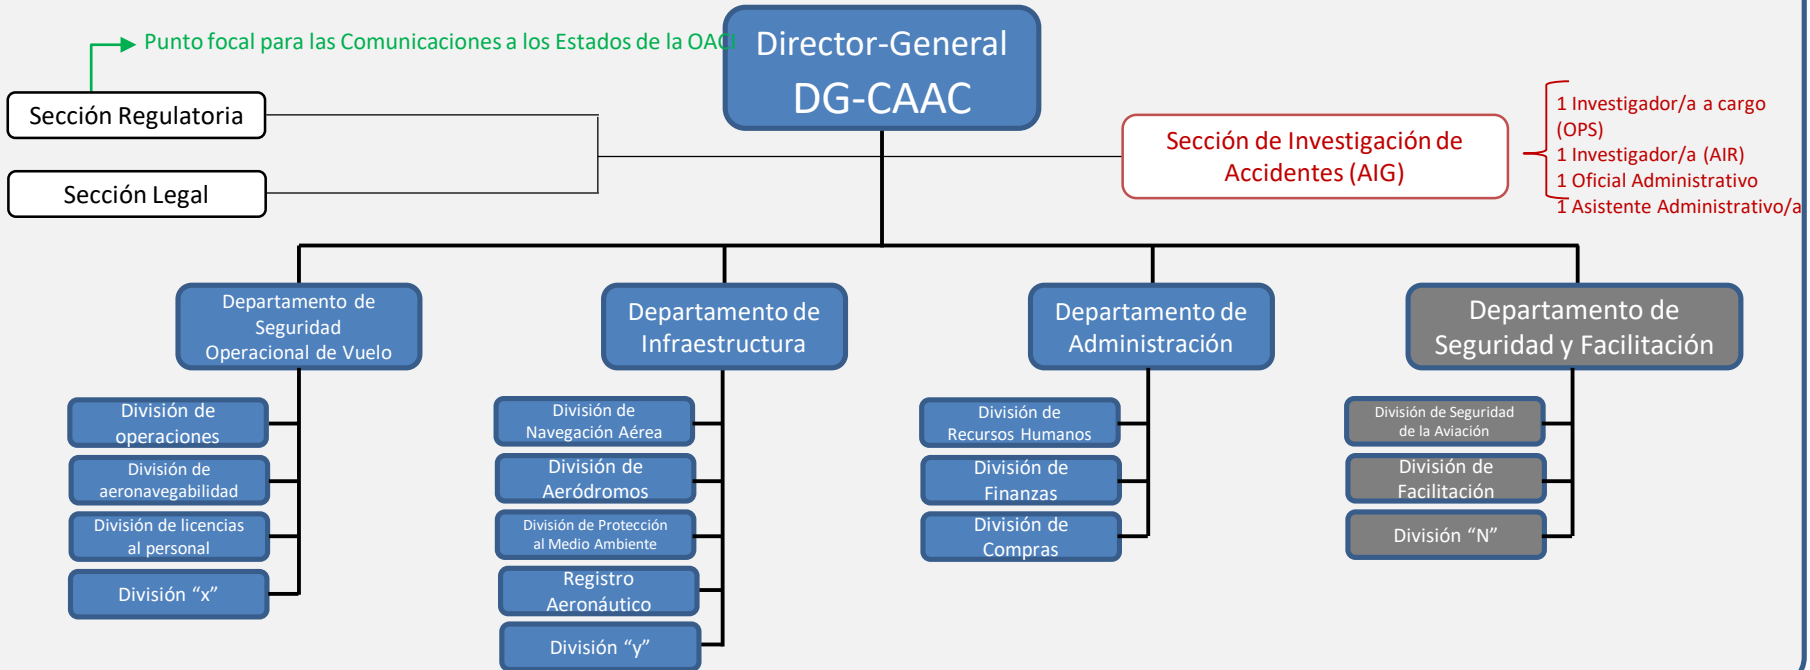 Punto focal para las Comunicaciones a los Estados de la OACI
Director-General
DG-CAAC
Sección Regulatoria
Sección Legal
Sección de Investigación de
Accidentes (AIG)
1 Investigador/a a cargo
(OPS)
1 Investigador/a (AIR)
1 Oficial Administrativo
1 Asistente Administrativo/a
Departamento de
Seguridad
Operacional de Vuelo
División de
operaciones
División de
aeronavegabilidad
División de licencias
al personal
División “x”
Departamento de
Infraestructura
División de
Navegación Aérea
División de
Aeródromos
División de Protección
al Medio Ambiente
Registro
Aeronáutico
División “y”
Departamento de
Administración
División de
Recursos Humanos
División de
Finanzas
División de
Compras
Departamento de
Seguridad y Facilitación
División de Seguridad
de la Aviación
División de
Facilitación
División “N”